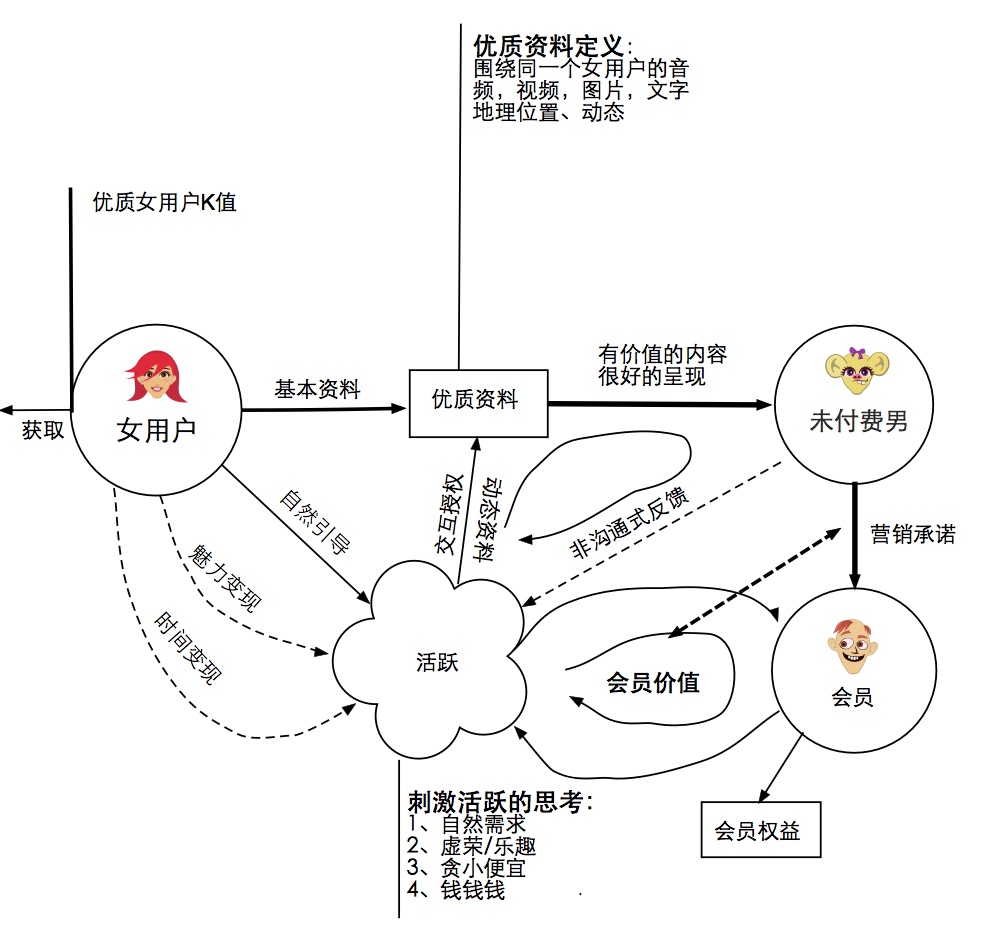 优质资料定义:
围绕同一个女用户的音
频，视频，图片，文字
地理位置、动态
优质女用户K值
有价值的内容
很好的呈现
基本资料
优质资料
获取
女用户
未付费男
交互授权
动态资料
自然引导
非沟通式反馈
营销承诺
魅力变现
时间变现
活跃
会员价值
会员
刺激活跃的思考:
1、自然需求
2、虚荣/乐趣
3、贪小便宜
4、钱钱钱
会员权益